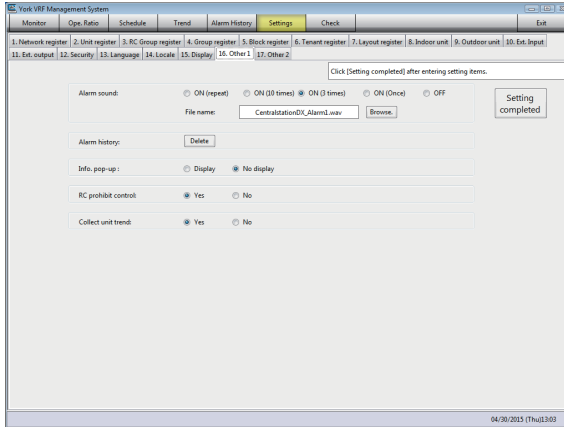 York VRF Management System
Monitor Ope. Ratio Schedule Trend Alarm History Settings Check Exit
1. Network register 2. Unit register 3. RC Group register 4. Group register 5. Block register 6. Tenant register 7. Layout register 8. Indoor unit 9. Outdoor unit 10. Ext. Input
11. Ext. output 12. Security 13. Language 14. Locale 15. Display 16. Other1 17. Other 2
Click [Setting completed] after entering setting items.
Alarm sound: ON (repeat) ON (10 times) ON (3 times) ON (Once) OFF
Setting completed
File name: CentralstationDX_Alarm1.wav Browse.
Alarm history: Delete
Info. pop-up : Display No display
RC prohibit control: Yes No
Collect unit trend: Yes No
04/30/2015 (Thu)13:03